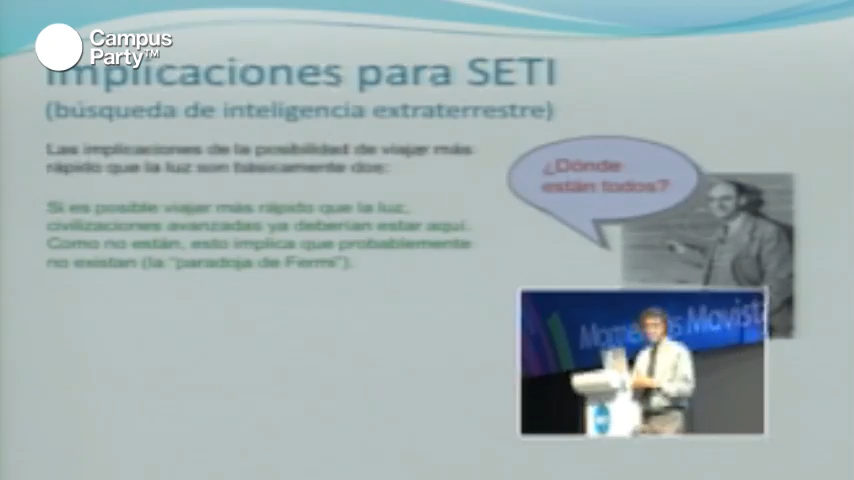 Campus
Party™
Implicaciones para SETI
(búsqueda de inteligencia extraterrestre)
Las implicaciones de la posibilidad de viajar más
rápido que la luz son básicamente dos:
¿Dónde
están todos?
Si es posible viajar más rápido que la luz,
civilizaciones avanzadas ya deberían estar aquí.
Como no están, esto implica que probablemente
no existan (la "paradoja de Fermi").
Movist